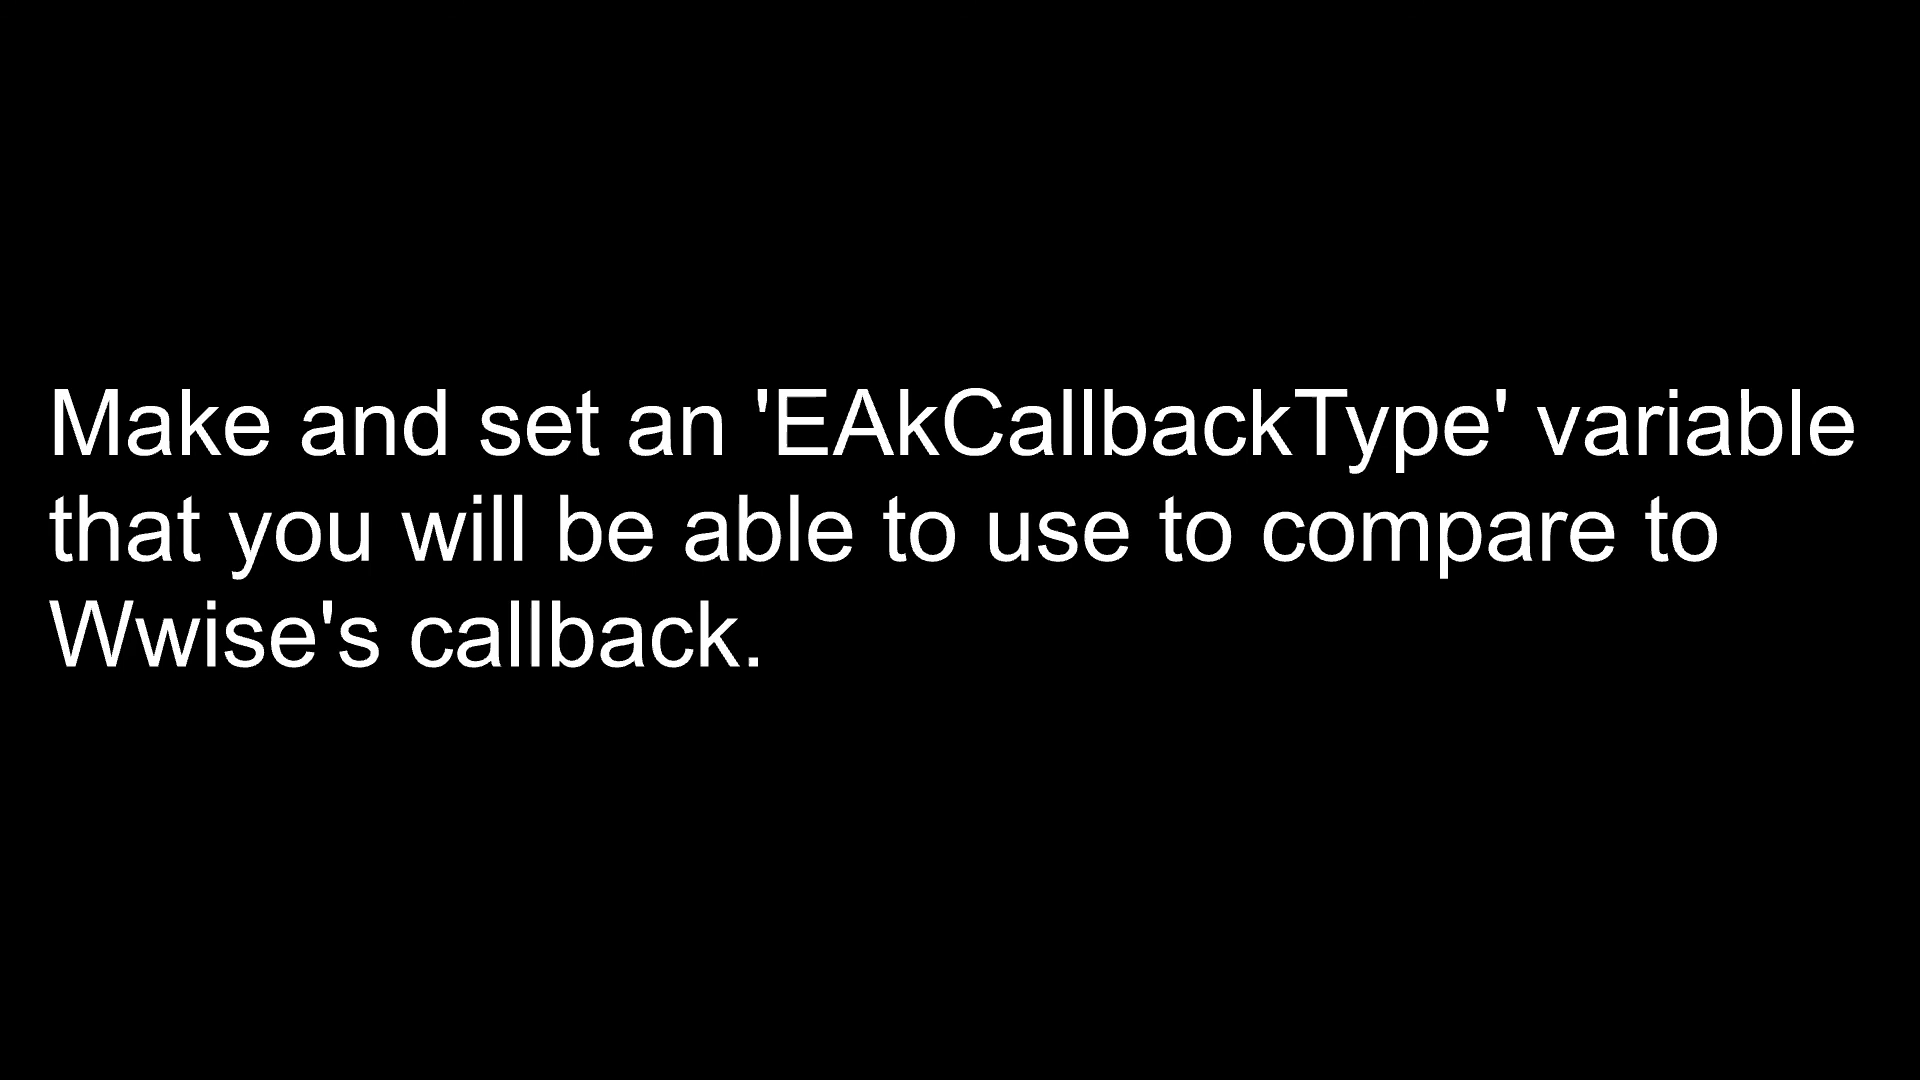 Make and set an 'EAkCallbackType' variable
that you will be able to use to compare to
Wwise's callback.